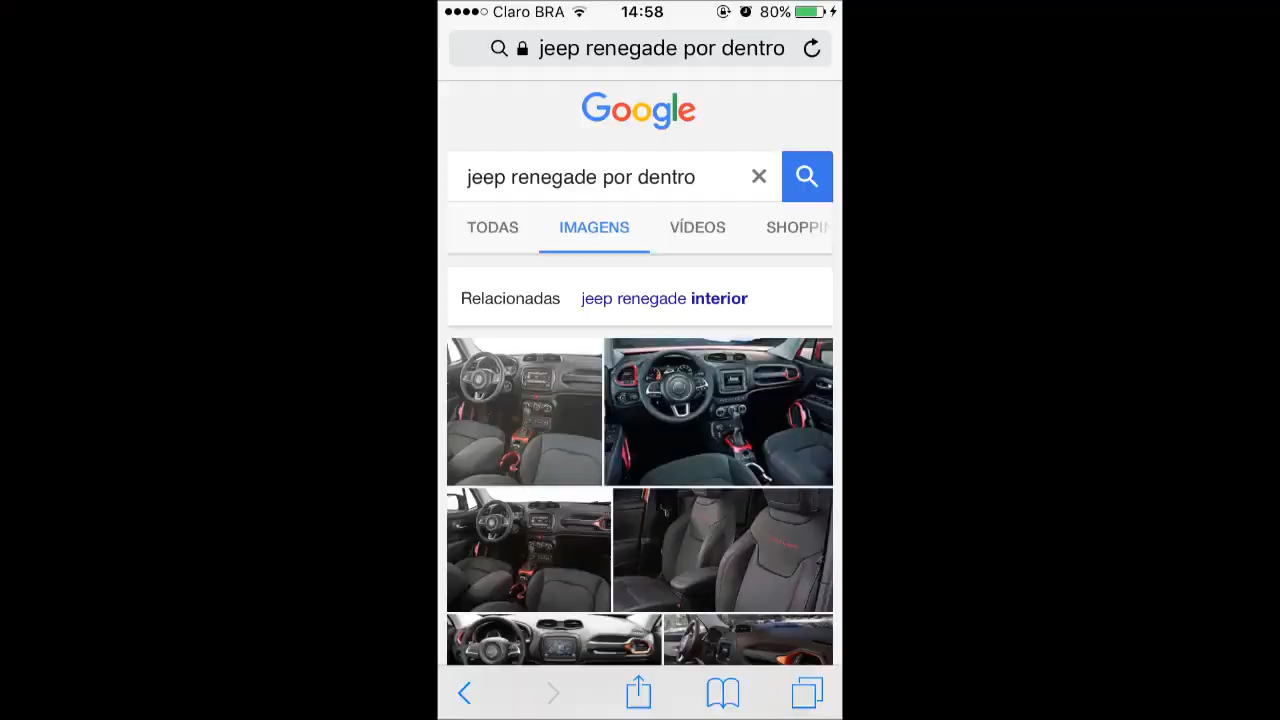 Claro BRA 14:58 80%
jeep renegade por dentro
Google
jeep renegade por dentro
TODAS IMAGENS VÍDEOS SHOPPIN
Relacionadas jeep renegade interior